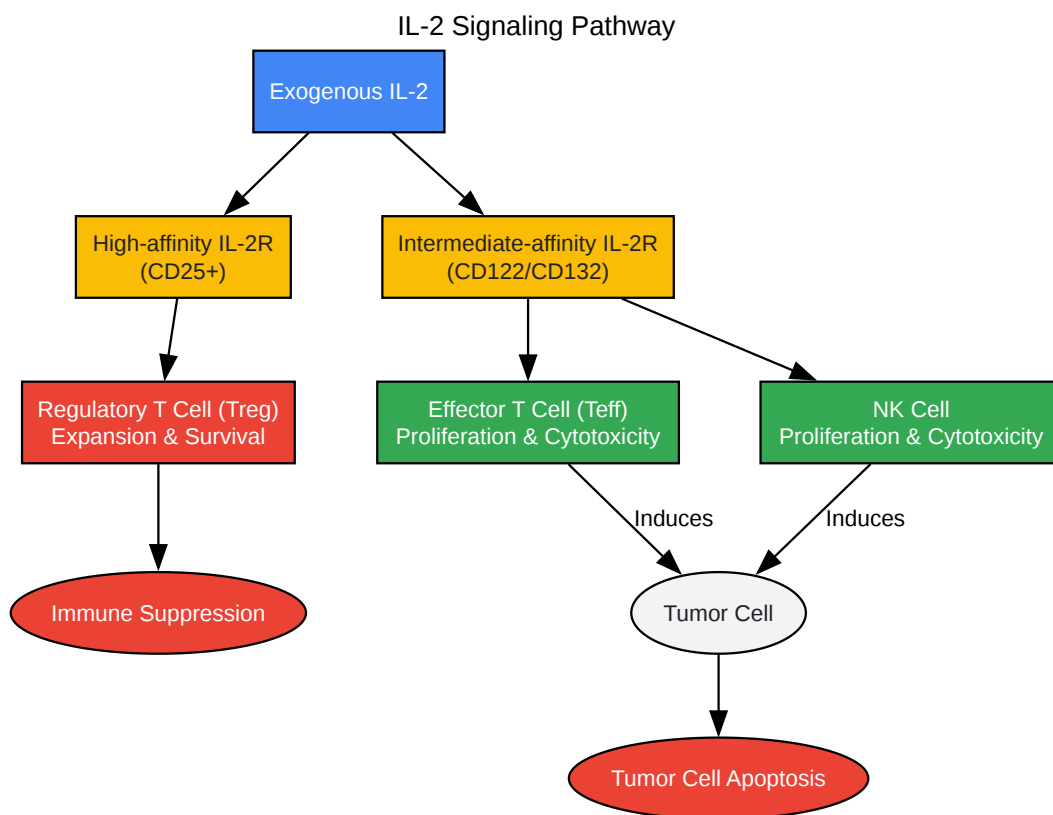 IL-2 Signaling Pathway
Exogenous IL-2
High-affinity IL-2R
(CD25+)
Intermediate-affinity IL-2R
(CD122/CD132)
Regulatory T Cell (Treg)
Expansion & Survival
Effector T Cell (Teff)
Proliferation & Cytotoxicity
NK Cell
Proliferation & Cytotoxicity
Induces
Induces
Immune Suppression
Tumor Cell
Tumor Cell Apoptosis